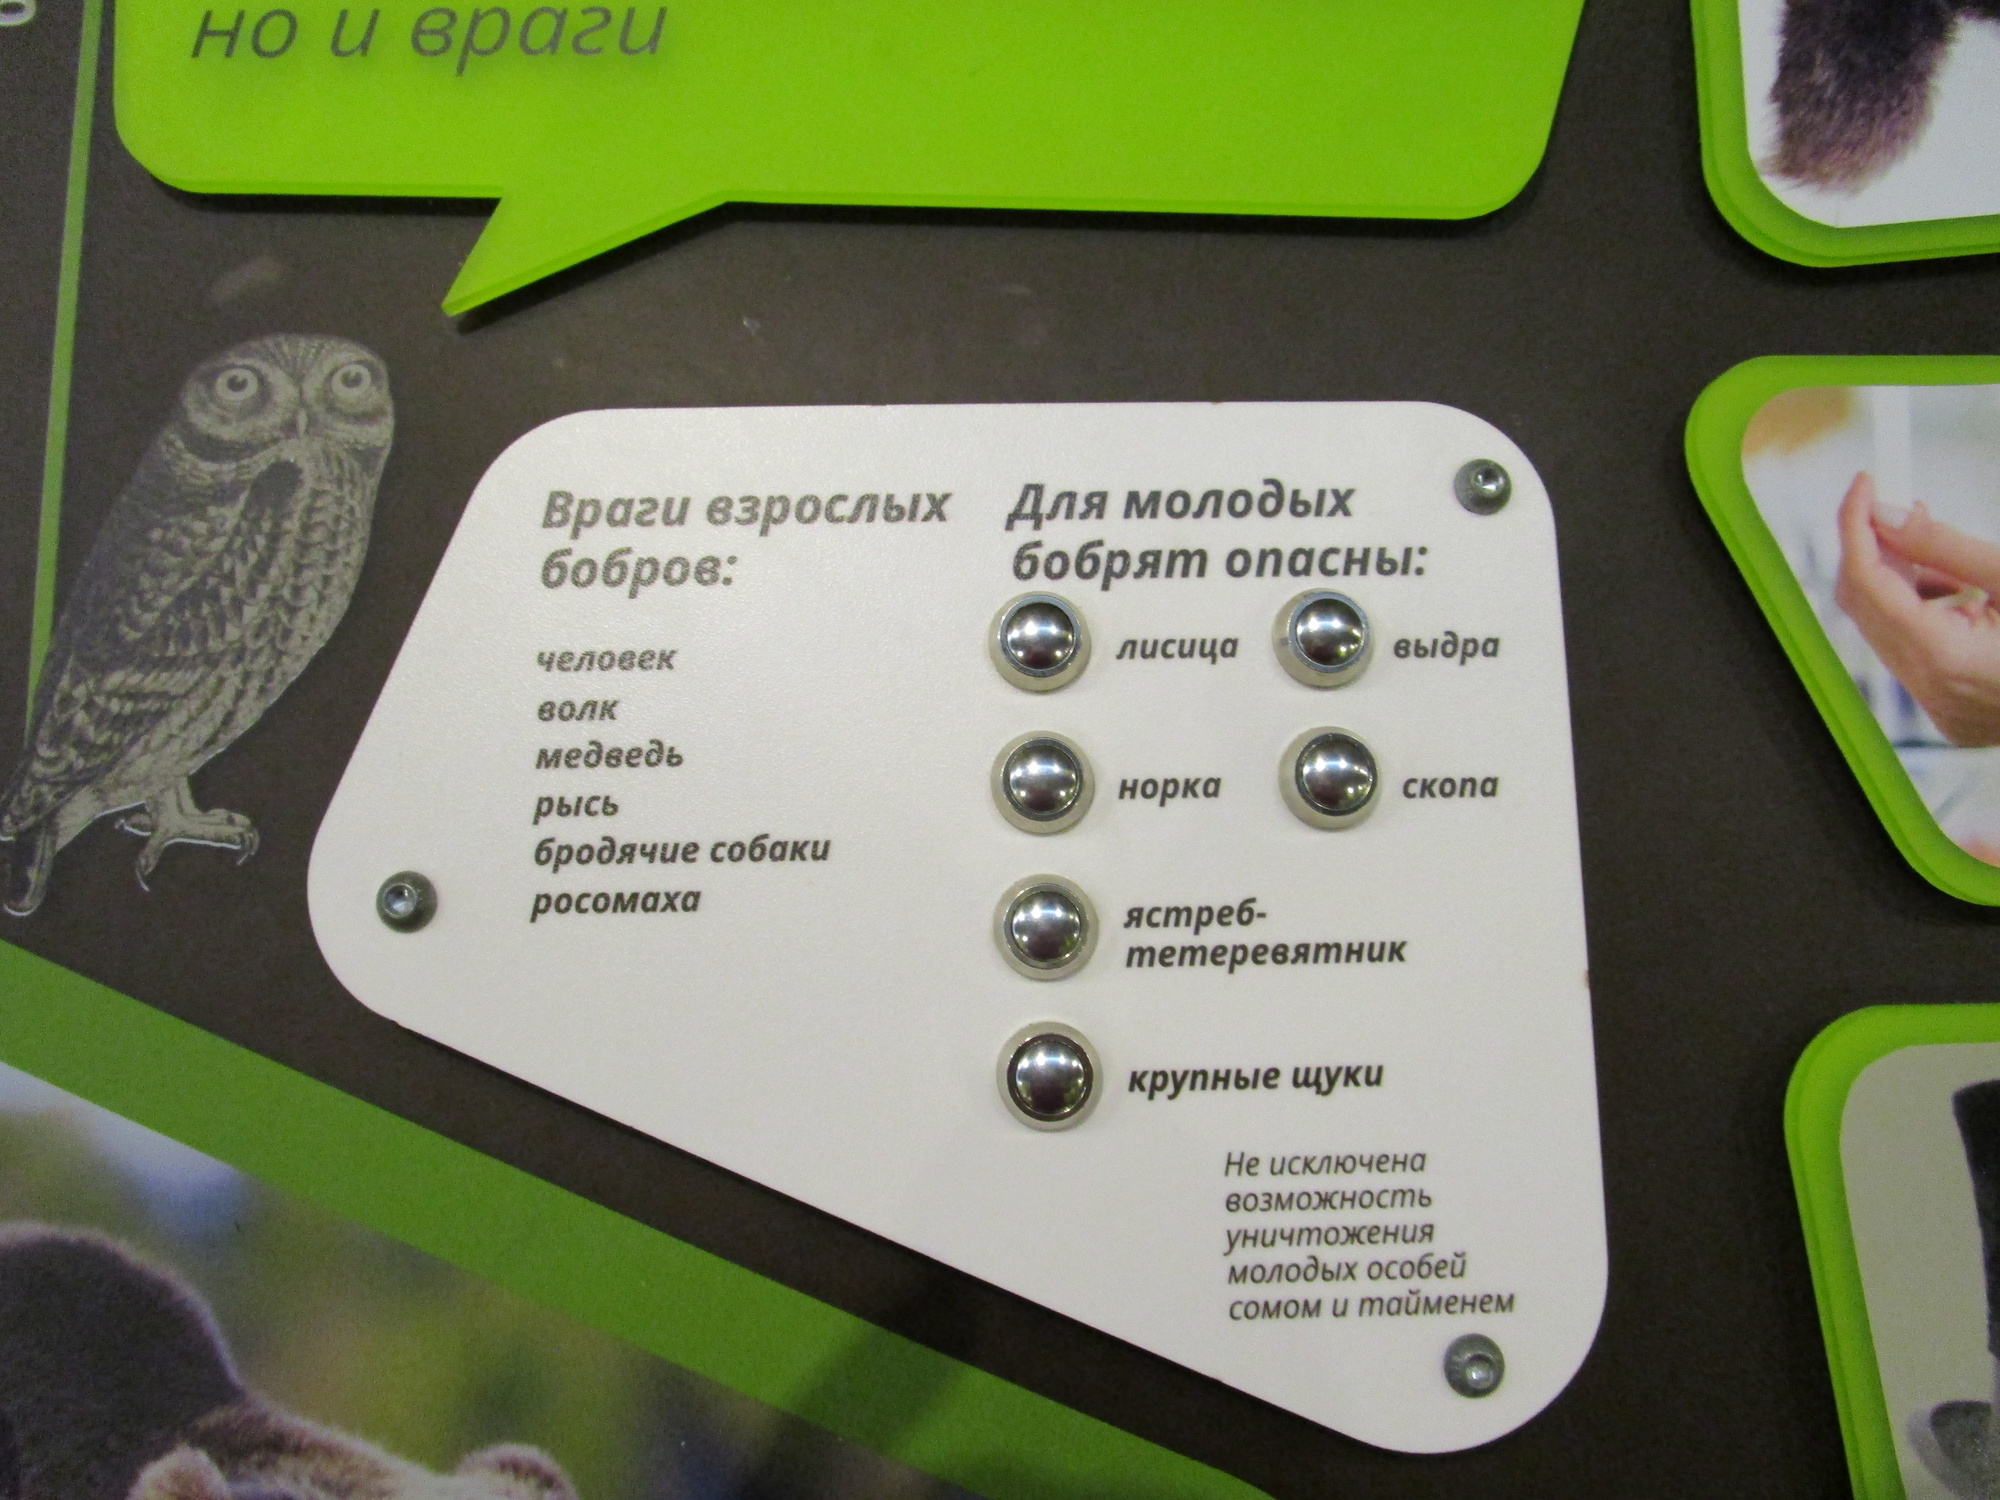 но и враги
Враги взрослых
бобров:
человек
волк
медведь
рысь
бродячие собаки
росомаха
Для молодых
бобрят опасны:
лисица
выдра
норка
скопа
ястреб-
тетеревятник
крупные щуки
Не исключена
возможность
уничтожения
молодых особей
сомом и тайменем